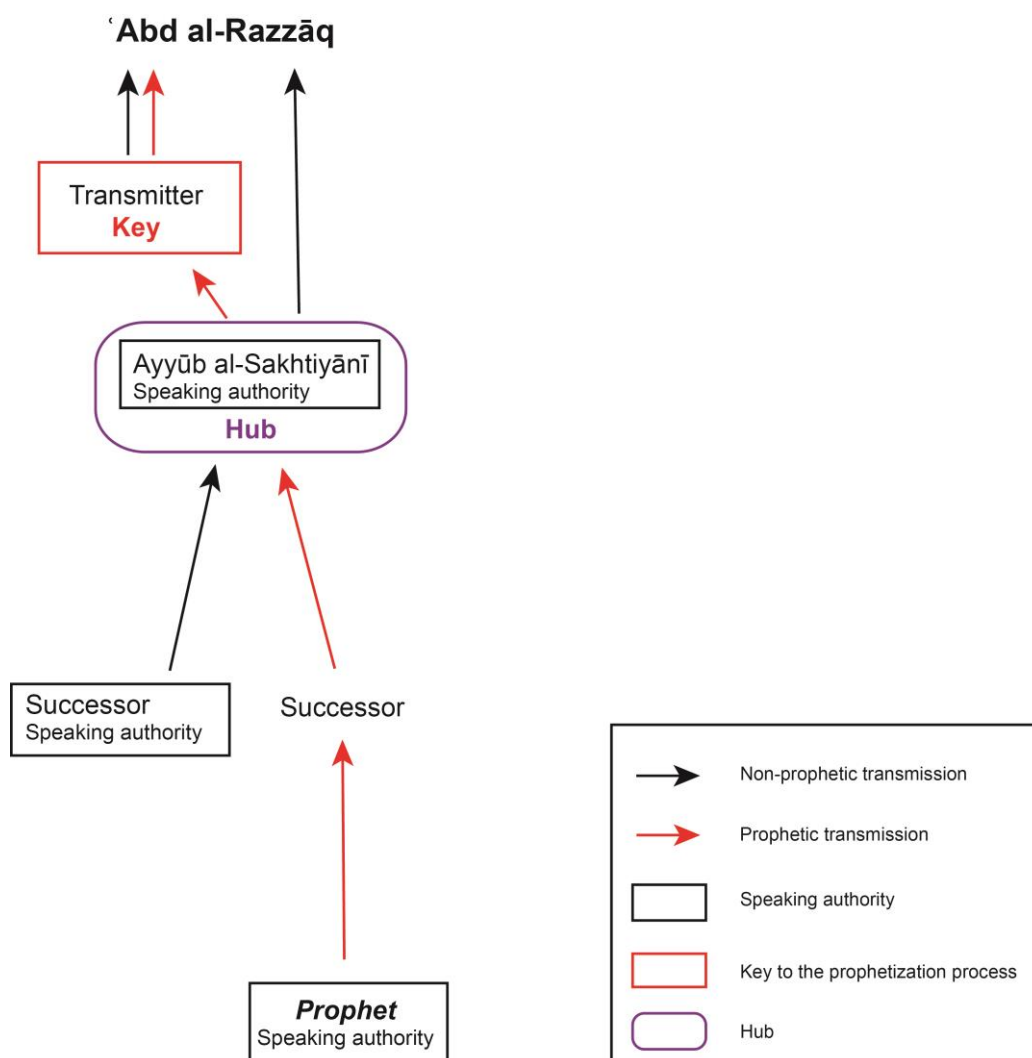 ʿAbd al-Razzāq
Transmitter
Key
Ayyūb al-Sakhtiyānī
Speaking authority
Hub
Successor
Speaking authority
Successor
Prophet
Speaking authority
Non-prophetic transmission
Prophetic transmission
Speaking authority
Key to the prophetization process
Hub